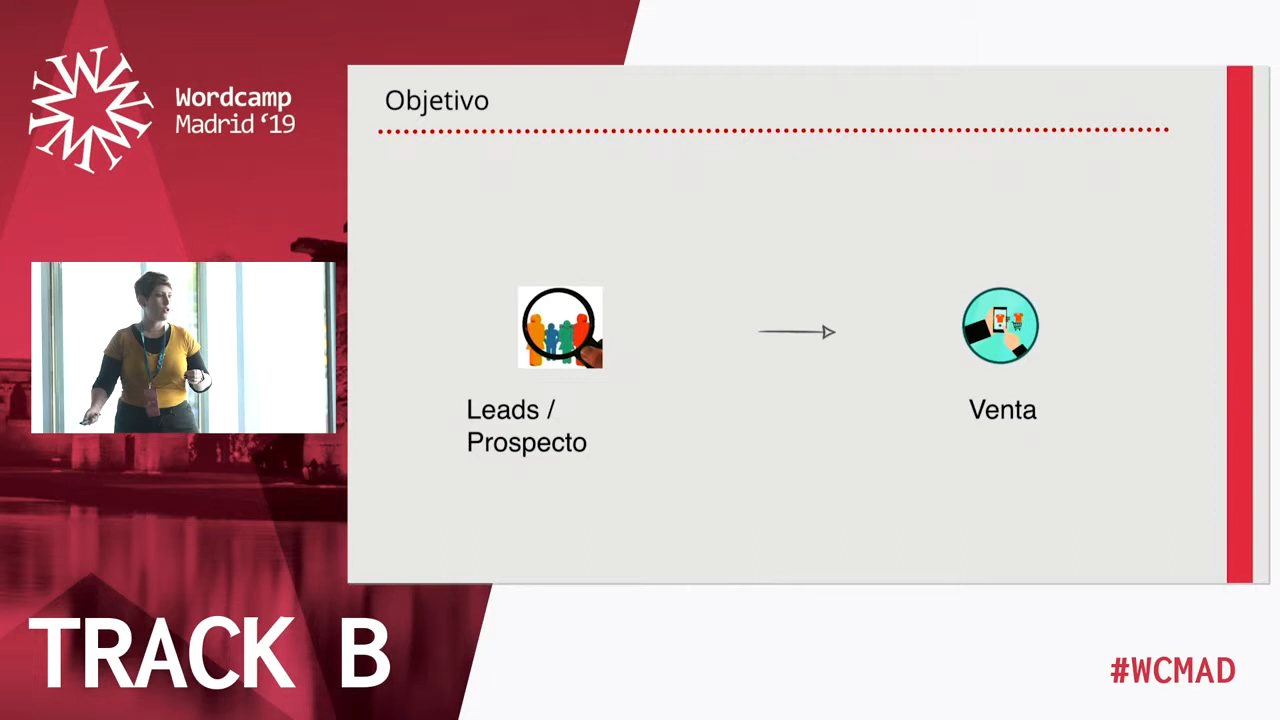 Wordcamp
Madrid ‘19
Objetivo
Leads /
Prospecto
Venta
TRACK B
#WCMAD